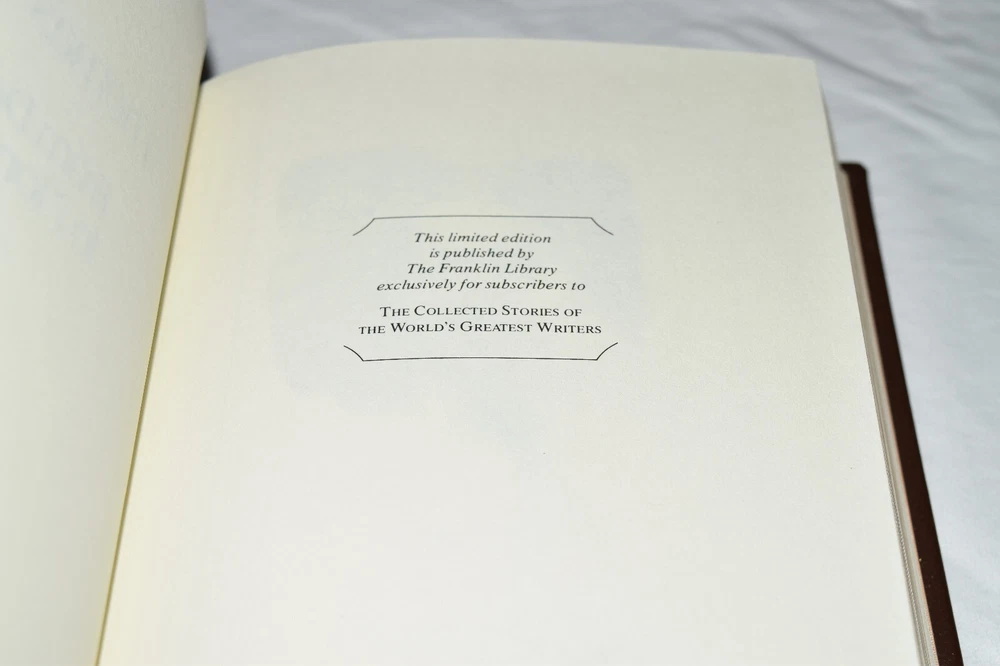 This limited edition
is published by
The Franklin Library
exclusively for subscribers to
THE COLLECTED STORIES OF
THE WORLD'S GREATEST WRITERS